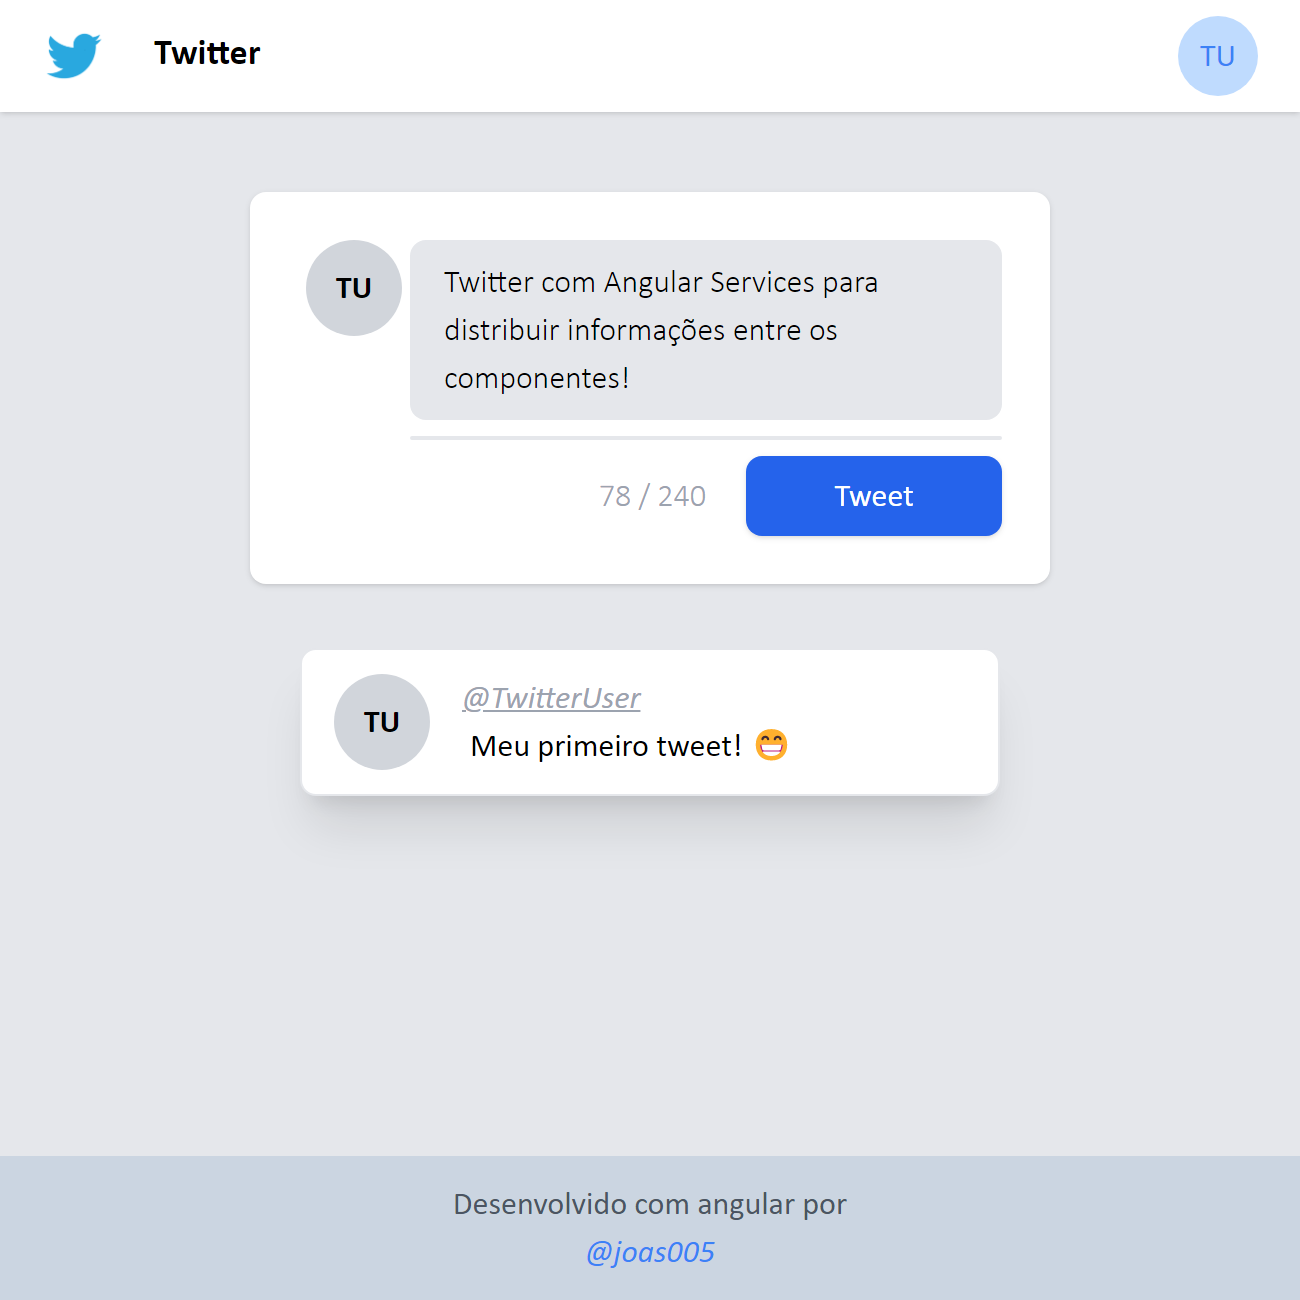 Twitter
TU
TU
Twitter com Angular Services para
distribuir informações entre os
componentes!
78 / 240
Tweet
TU
@TwitterUser
Meu primeiro tweet! 😁
Desenvolvido com angular por
@joas005